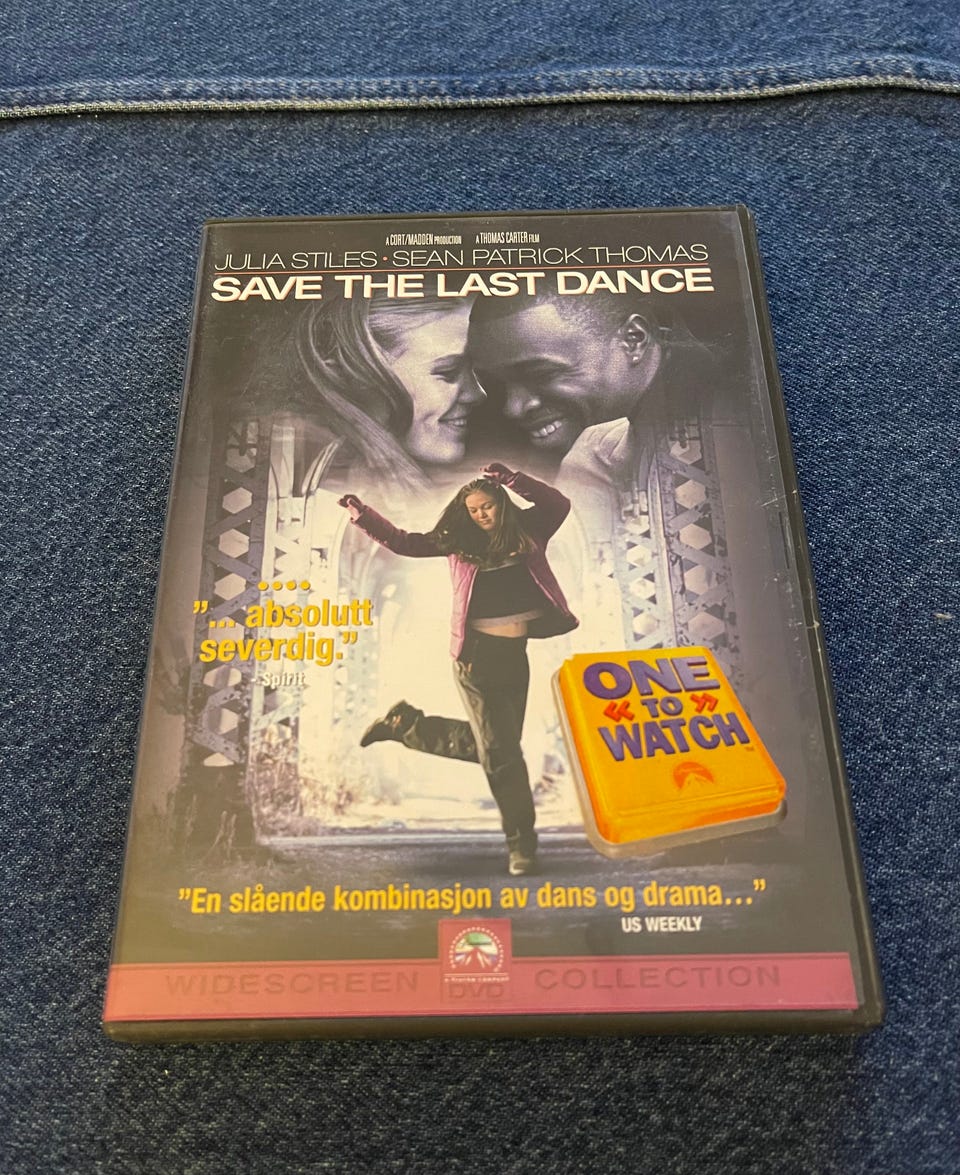 A CORT/MADDEN PRODUCTION A THOMAS CARTER FILM
JULIA STILES • SEAN PATRICK THOMAS
SAVE THE LAST DANCE
"... absolutt
severdig."
- Spirit
ONE
« TO »
WATCH™
"En slående kombinasjon av dans og drama..."
US WEEKLY
WIDESCREEN DVD COLLECTION